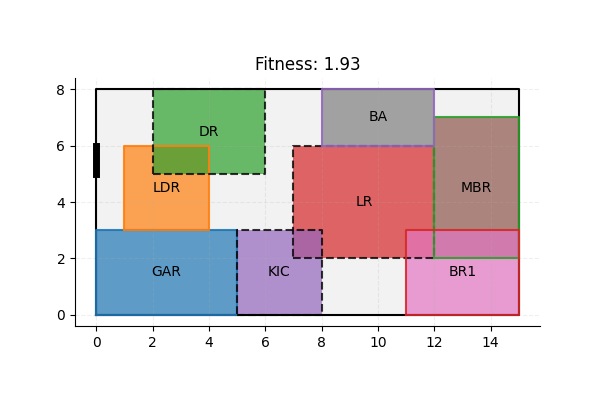 Fitness: 1.93
8
BA
DR
6
LDR
MBR
4
LR
2
GAR
KIC
BR1
0
0 2 4 6 8 10 12 14